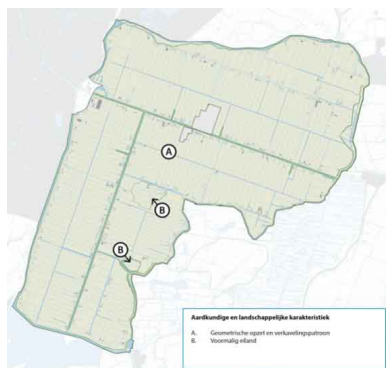 A
B
B
Aardkundige en landschappelijke karakteristiek
A. Geometrische opzet en verkavelingspatroon
B. Voormalig eiland